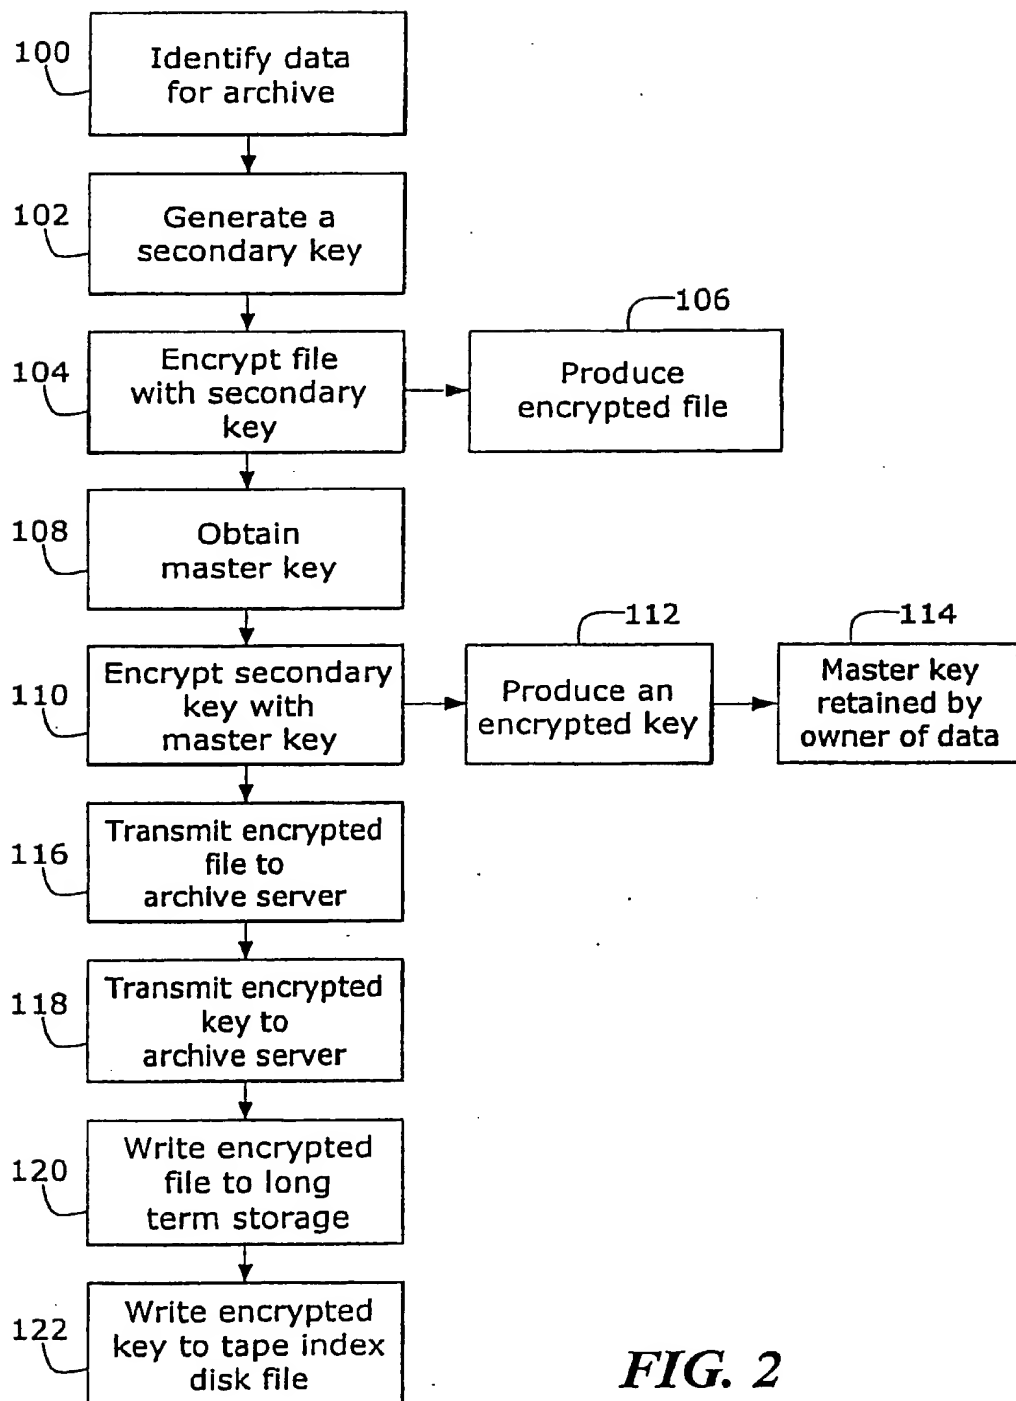 100
Identify data
for archive
102
Generate a
secondary key
104
Encrypt file
with secondary
key
106
Produce
encrypted file
108
Obtain
master key
110
Encrypt secondary
key with
master key
112
Produce an
encrypted key
114
Master key
retained by
owner of data
116
Transmit encrypted
file to
archive server
118
Transmit encrypted
key to
archive server
120
Write encrypted
file to long
term storage
122
Write encrypted
key to tape index
disk file
FIG. 2